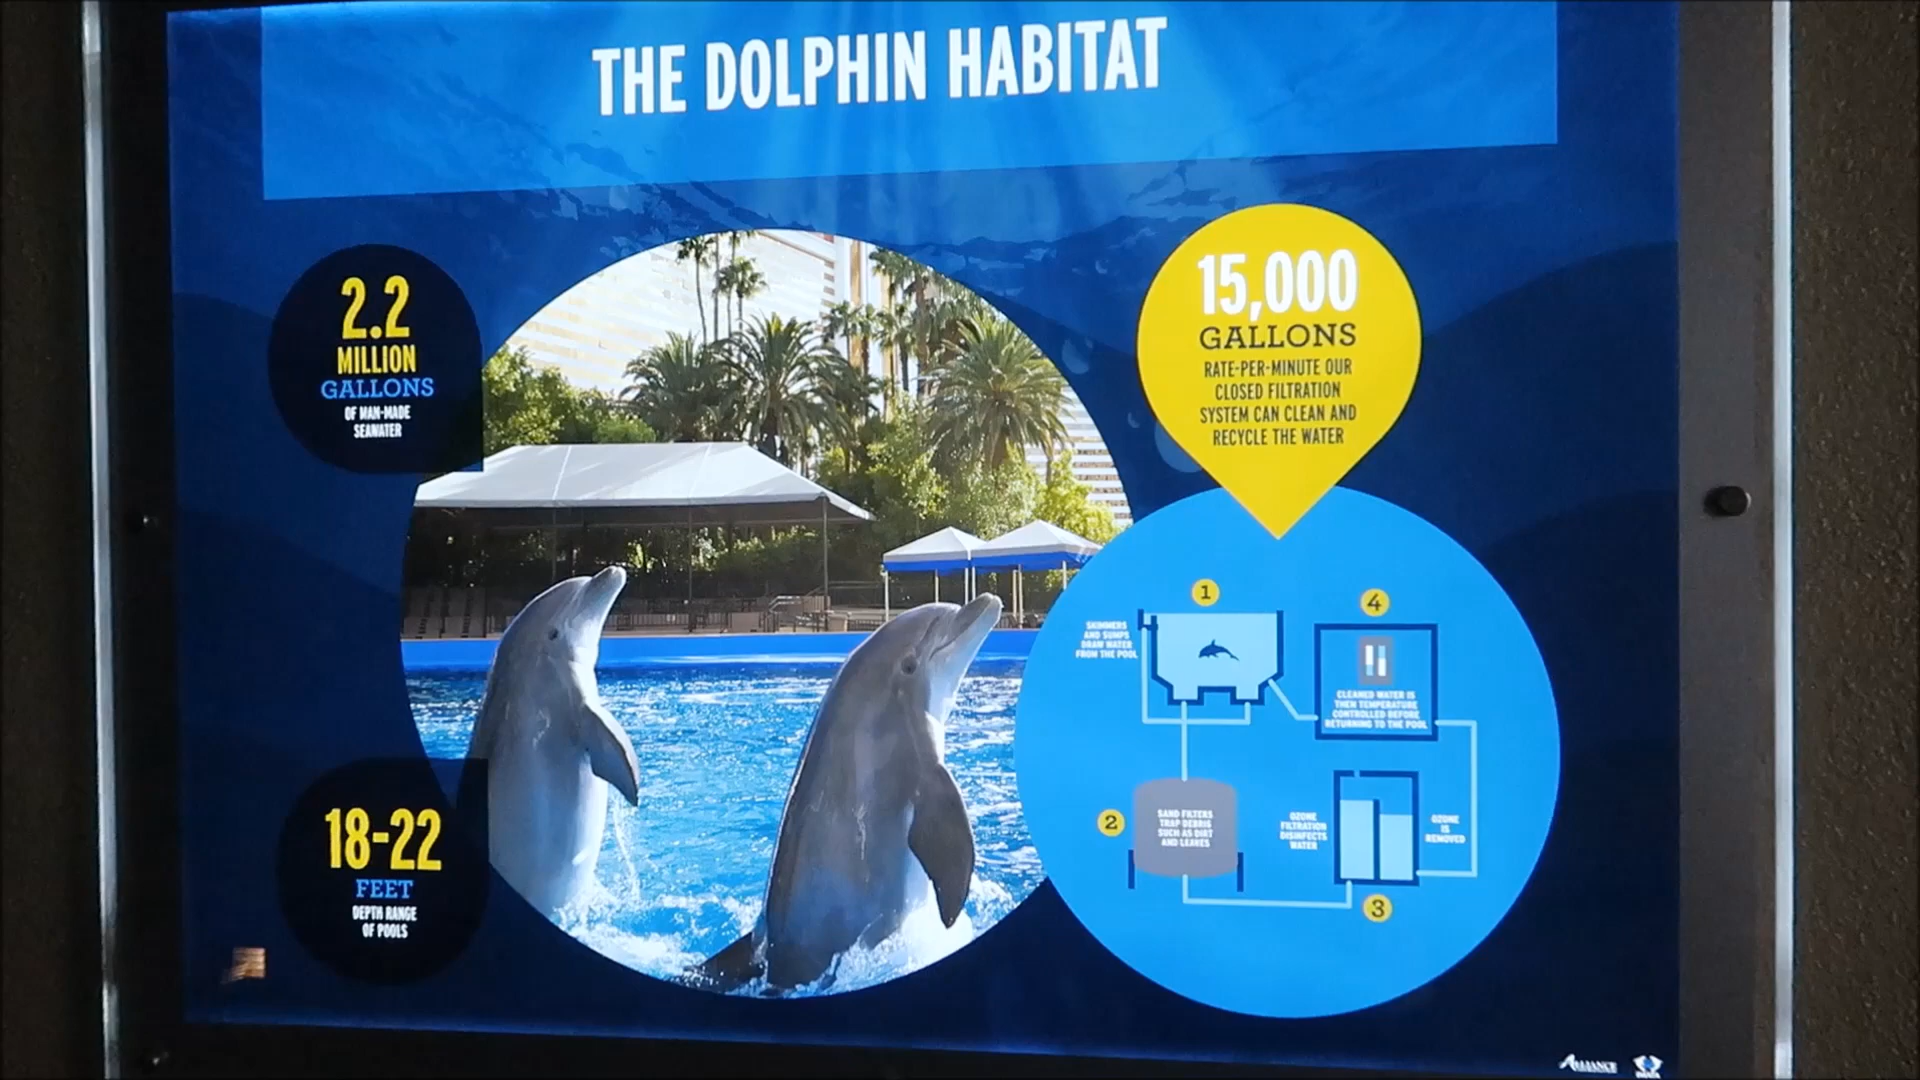 THE DOLPHIN HABITAT
2.2
MILLION
GALLONS
OF MAN-MADE
SEAWATER
18-22
FEET
DEPTH RANGE
OF POOLS
15,000
GALLONS
RATE-PER-MINUTE OUR
CLOSED FILTRATION
SYSTEM CAN CLEAN AND
RECYCLE THE WATER
1
SKIMMERS
AND SUMPS
DRAW WATER
FROM THE POOL
2
SAND FILTERS
TRAP DEBRIS
SUCH AS DIRT
AND LEAVES
OZONE
FILTRATION
DISINFECTS
WATER
OZONE
IS
REMOVED
3
4
CLEANED WATER IS
THEN TEMPERATURE
CONTROLLED BEFORE
RETURNING TO THE POOL
ALLIANCE